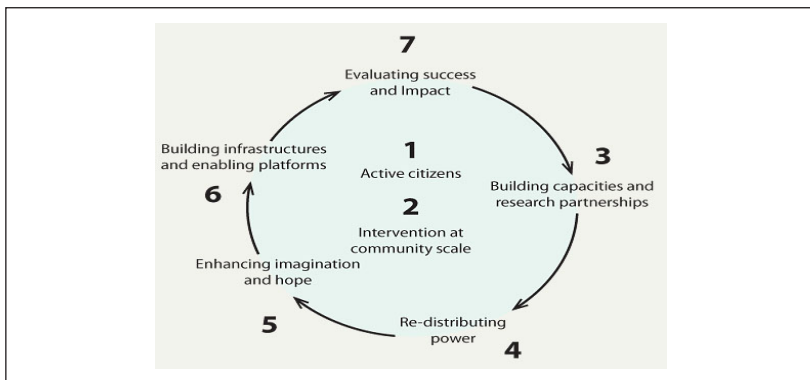 7
Evaluating success
and Impact
1
Active citizens
2
Intervention at
community scale
3
Building capacities and
research partnerships
Re-distributing
power
4
Enhancing imagination
and hope
5
Building infrastructures
and enabling platforms
6